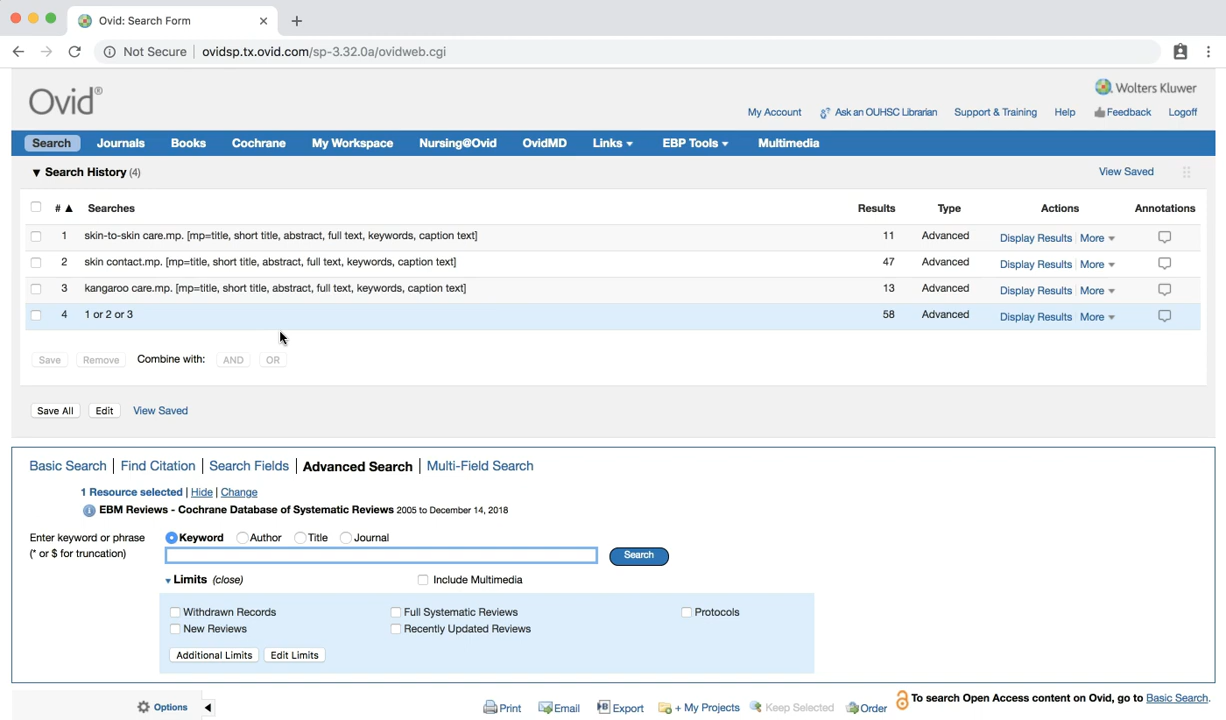 Ovid: Search Form
Not Secure ovidsp.tx.ovid.com/sp-3.32.0a/ovidweb.cgi
Ovid®
Wolters Kluwer
My Account Ask an OUHSC Librarian Support & Training Help Feedback Logoff
Search Journals Books Cochrane My Workspace Nursing@Ovid OvidMD Links EBP Tools Multimedia
Search History (4) View Saved
# Searches Results Type Actions Annotations
1 skin-to-skin care.mp. [mp=title, short title, abstract, full text, keywords, caption text] 11 Advanced Display Results More
2 skin contact.mp. [mp=title, short title, abstract, full text, keywords, caption text] 47 Advanced Display Results More
3 kangaroo care.mp. [mp=title, short title, abstract, full text, keywords, caption text] 13 Advanced Display Results More
4 1 or 2 or 3 58 Advanced Display Results More
Save Remove Combine with: AND OR
Save All Edit View Saved
Basic Search | Find Citation | Search Fields | Advanced Search | Multi-Field Search
1 Resource selected | Hide | Change
EBM Reviews - Cochrane Database of Systematic Reviews 2005 to December 14, 2018
Enter keyword or phrase Keyword Author Title Journal
(* or $ for truncation) Search
Limits (close) Include Multimedia
Withdrawn Records Full Systematic Reviews Protocols
New Reviews Recently Updated Reviews
Additional Limits Edit Limits
Options Print Email Export + My Projects Keep Selected Order To search Open Access content on Ovid, go to Basic Search.